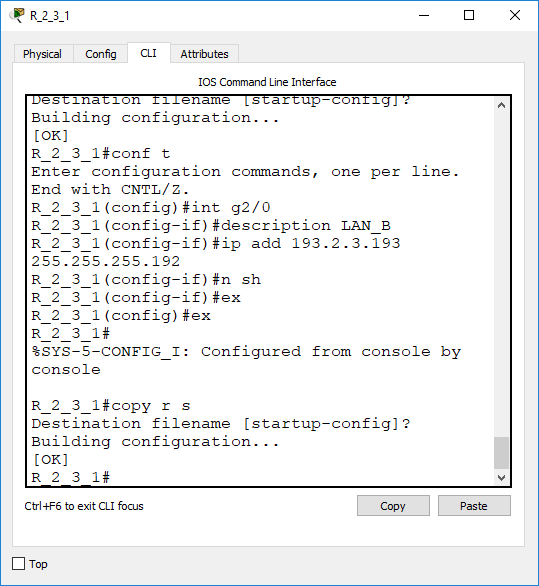 R_2_3_1
Physical
Config
CLI
Attributes
IOS Command Line Interface
Destination filename [startup-config]?
Building configuration...
[OK]
R_2_3_1#conf t
Enter configuration commands, one per line.
End with CNTL/Z.
R_2_3_1(config)#int g2/0
R_2_3_1(config-if)#description LAN_B
R_2_3_1(config-if)#ip add 193.2.3.193
255.255.255.192
R_2_3_1(config-if)#n sh
R_2_3_1(config-if)#ex
R_2_3_1(config)#ex
R_2_3_1#
%SYS-5-CONFIG_I: Configured from console by
console
R_2_3_1#copy r s
Destination filename [startup-config]?
Building configuration...
[OK]
R_2_3_1#
Ctrl+F6 to exit CLI focus
Copy
Paste
Top